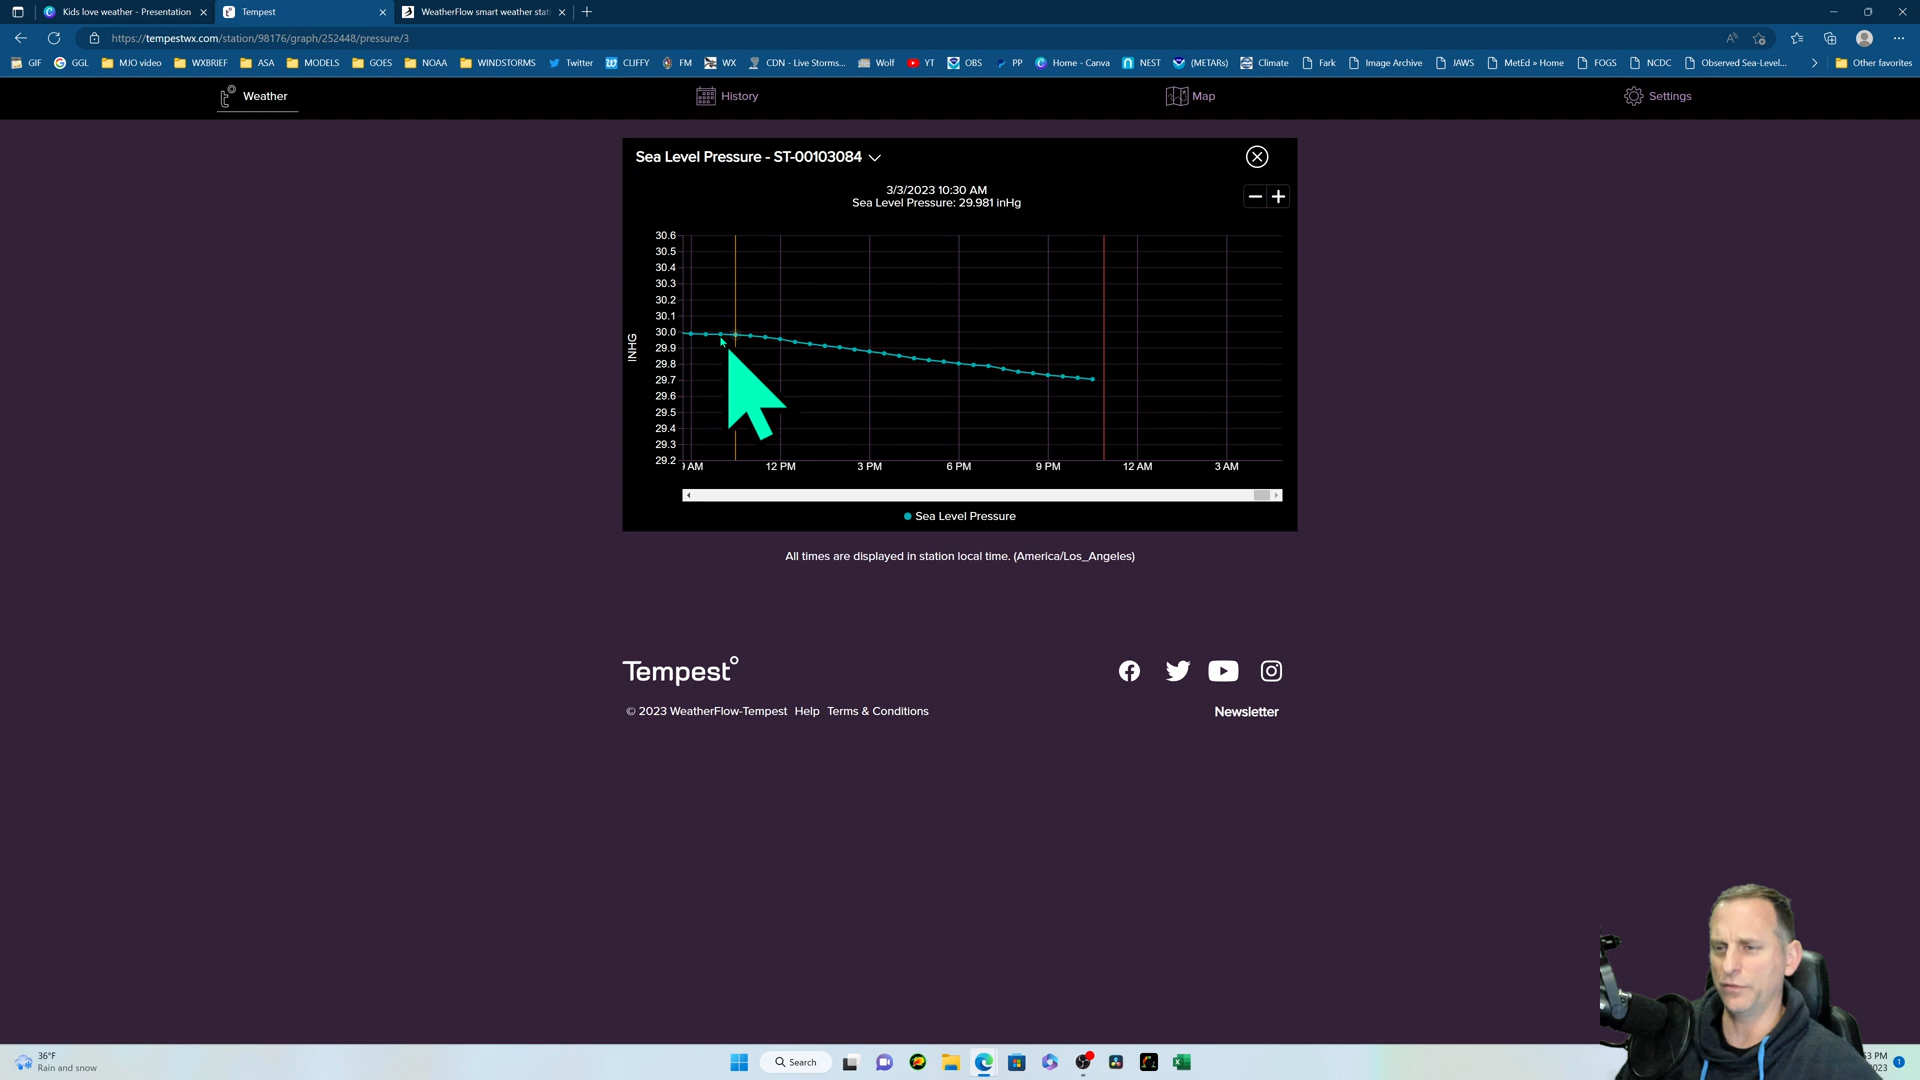 Kids love weather - Presentation
Tempest
WeatherFlow smart weather stati
https://tempestwx.com/station/98176/graph/252448/pressure/3
GIF GGL MJO video WXBRIEF ASA MODELS GOES NOAA WINDSTORMS Twitter CLIFFY FM WX CDN - Live Storms... Wolf YT OBS PP Home - Canva NEST (METARs) Climate Fark Image Archive JAWS MetEd » Home FOGS NCDC Observed Sea-Level... Other favorites
Weather History Map Settings
Sea Level Pressure - ST-00103084
3/3/2023 10:30 AM
Sea Level Pressure: 29.981 inHg
30.6
30.5
30.4
30.3
30.2
30.1
30.0
29.9
29.8
29.7
29.6
29.5
29.4
29.3
29.2
INHG
9 AM 12 PM 3 PM 6 PM 9 PM 12 AM 3 AM
Sea Level Pressure
All times are displayed in station local time. (America/Los_Angeles)
Tempest
© 2023 WeatherFlow-Tempest Help Terms & Conditions
Newsletter
36°F
Rain and snow
Search
53 PM
2023
1